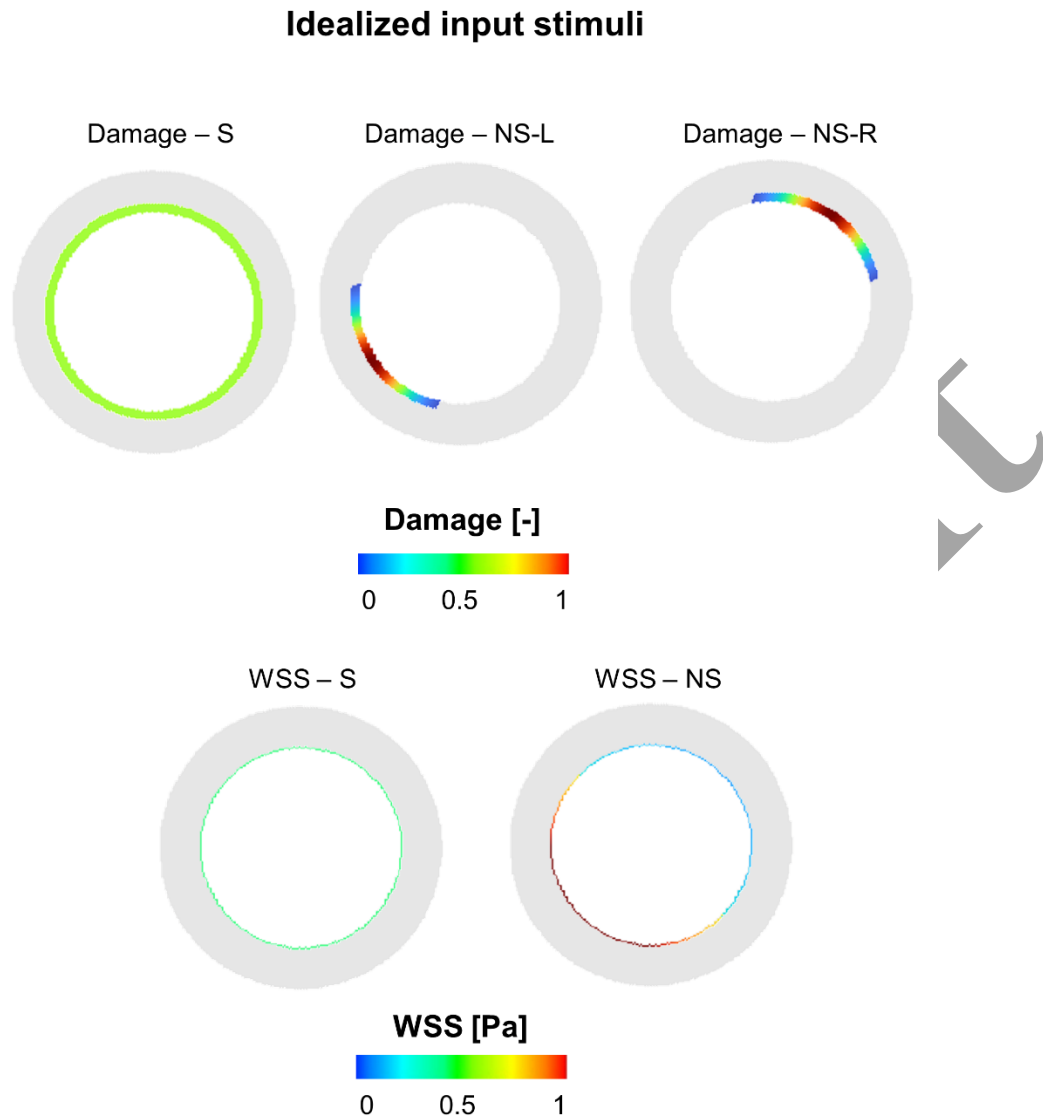 Idealized input stimuli
Damage – S
Damage – NS-L
Damage – NS-R
Damage [-]
0 0.5 1
WSS – S
WSS – NS
WSS [Pa]
0 0.5 1